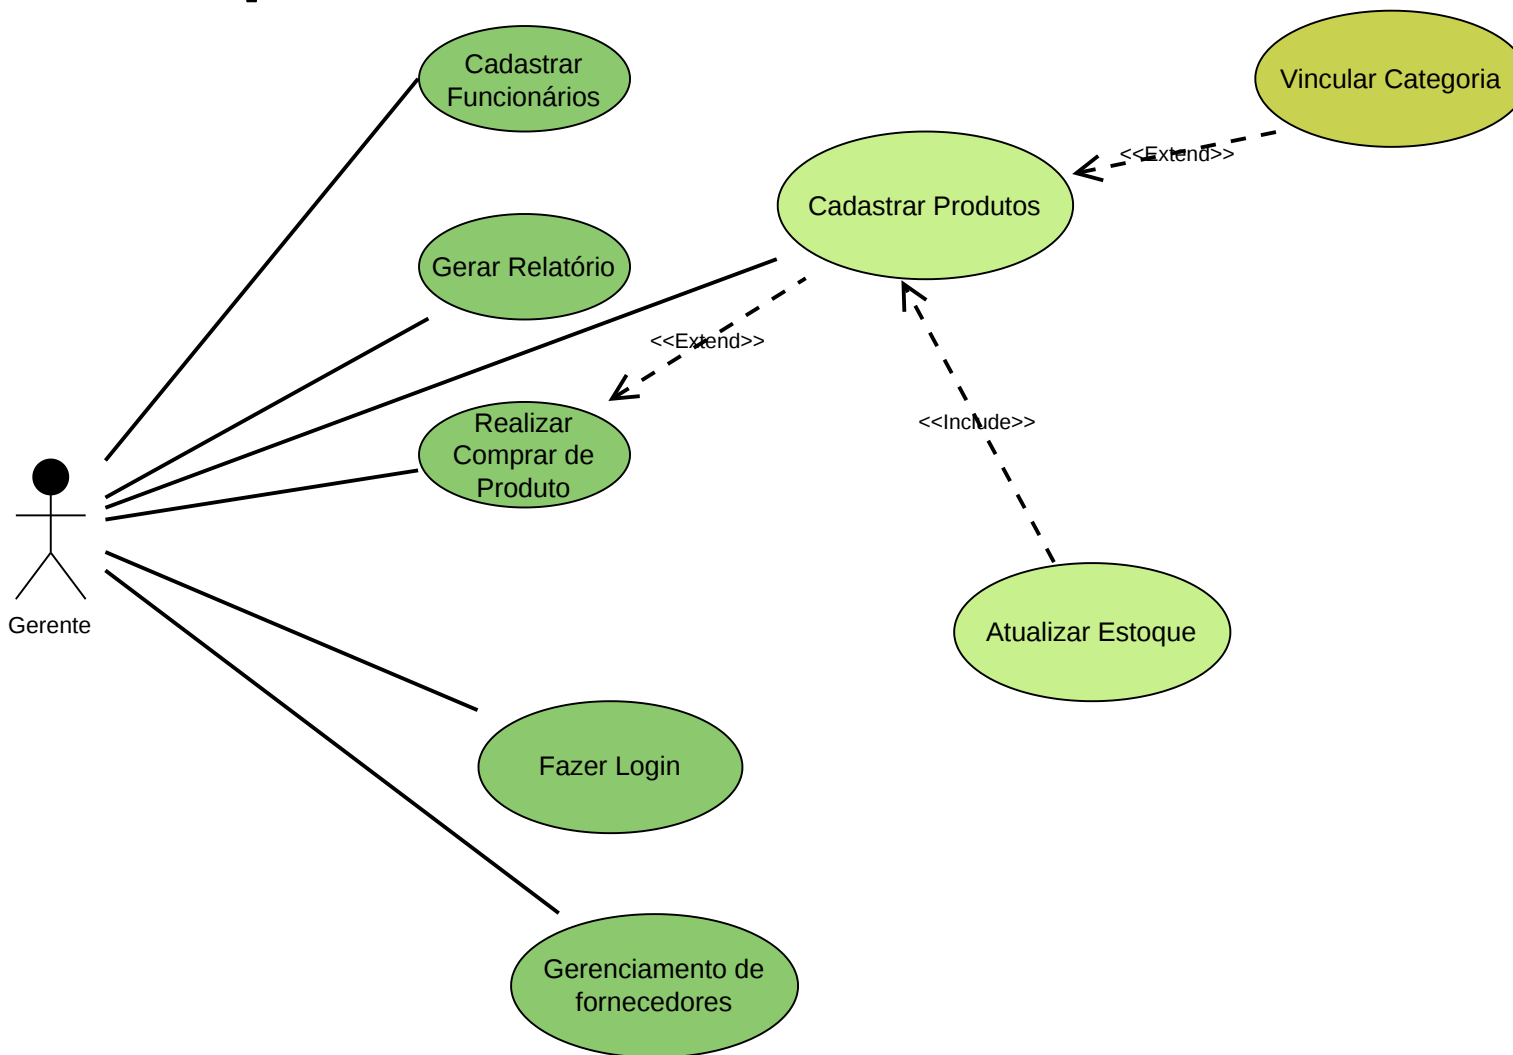 Cadastrar
Funcionários
Vincular Categoria
<<Extend>>
Cadastrar Produtos
Gerar Relatório
<<Extend>>
Realizar
Comprar de
Produto
<<Include>>
Gerente
Atualizar Estoque
Fazer Login
Gerenciamento de
fornecedores